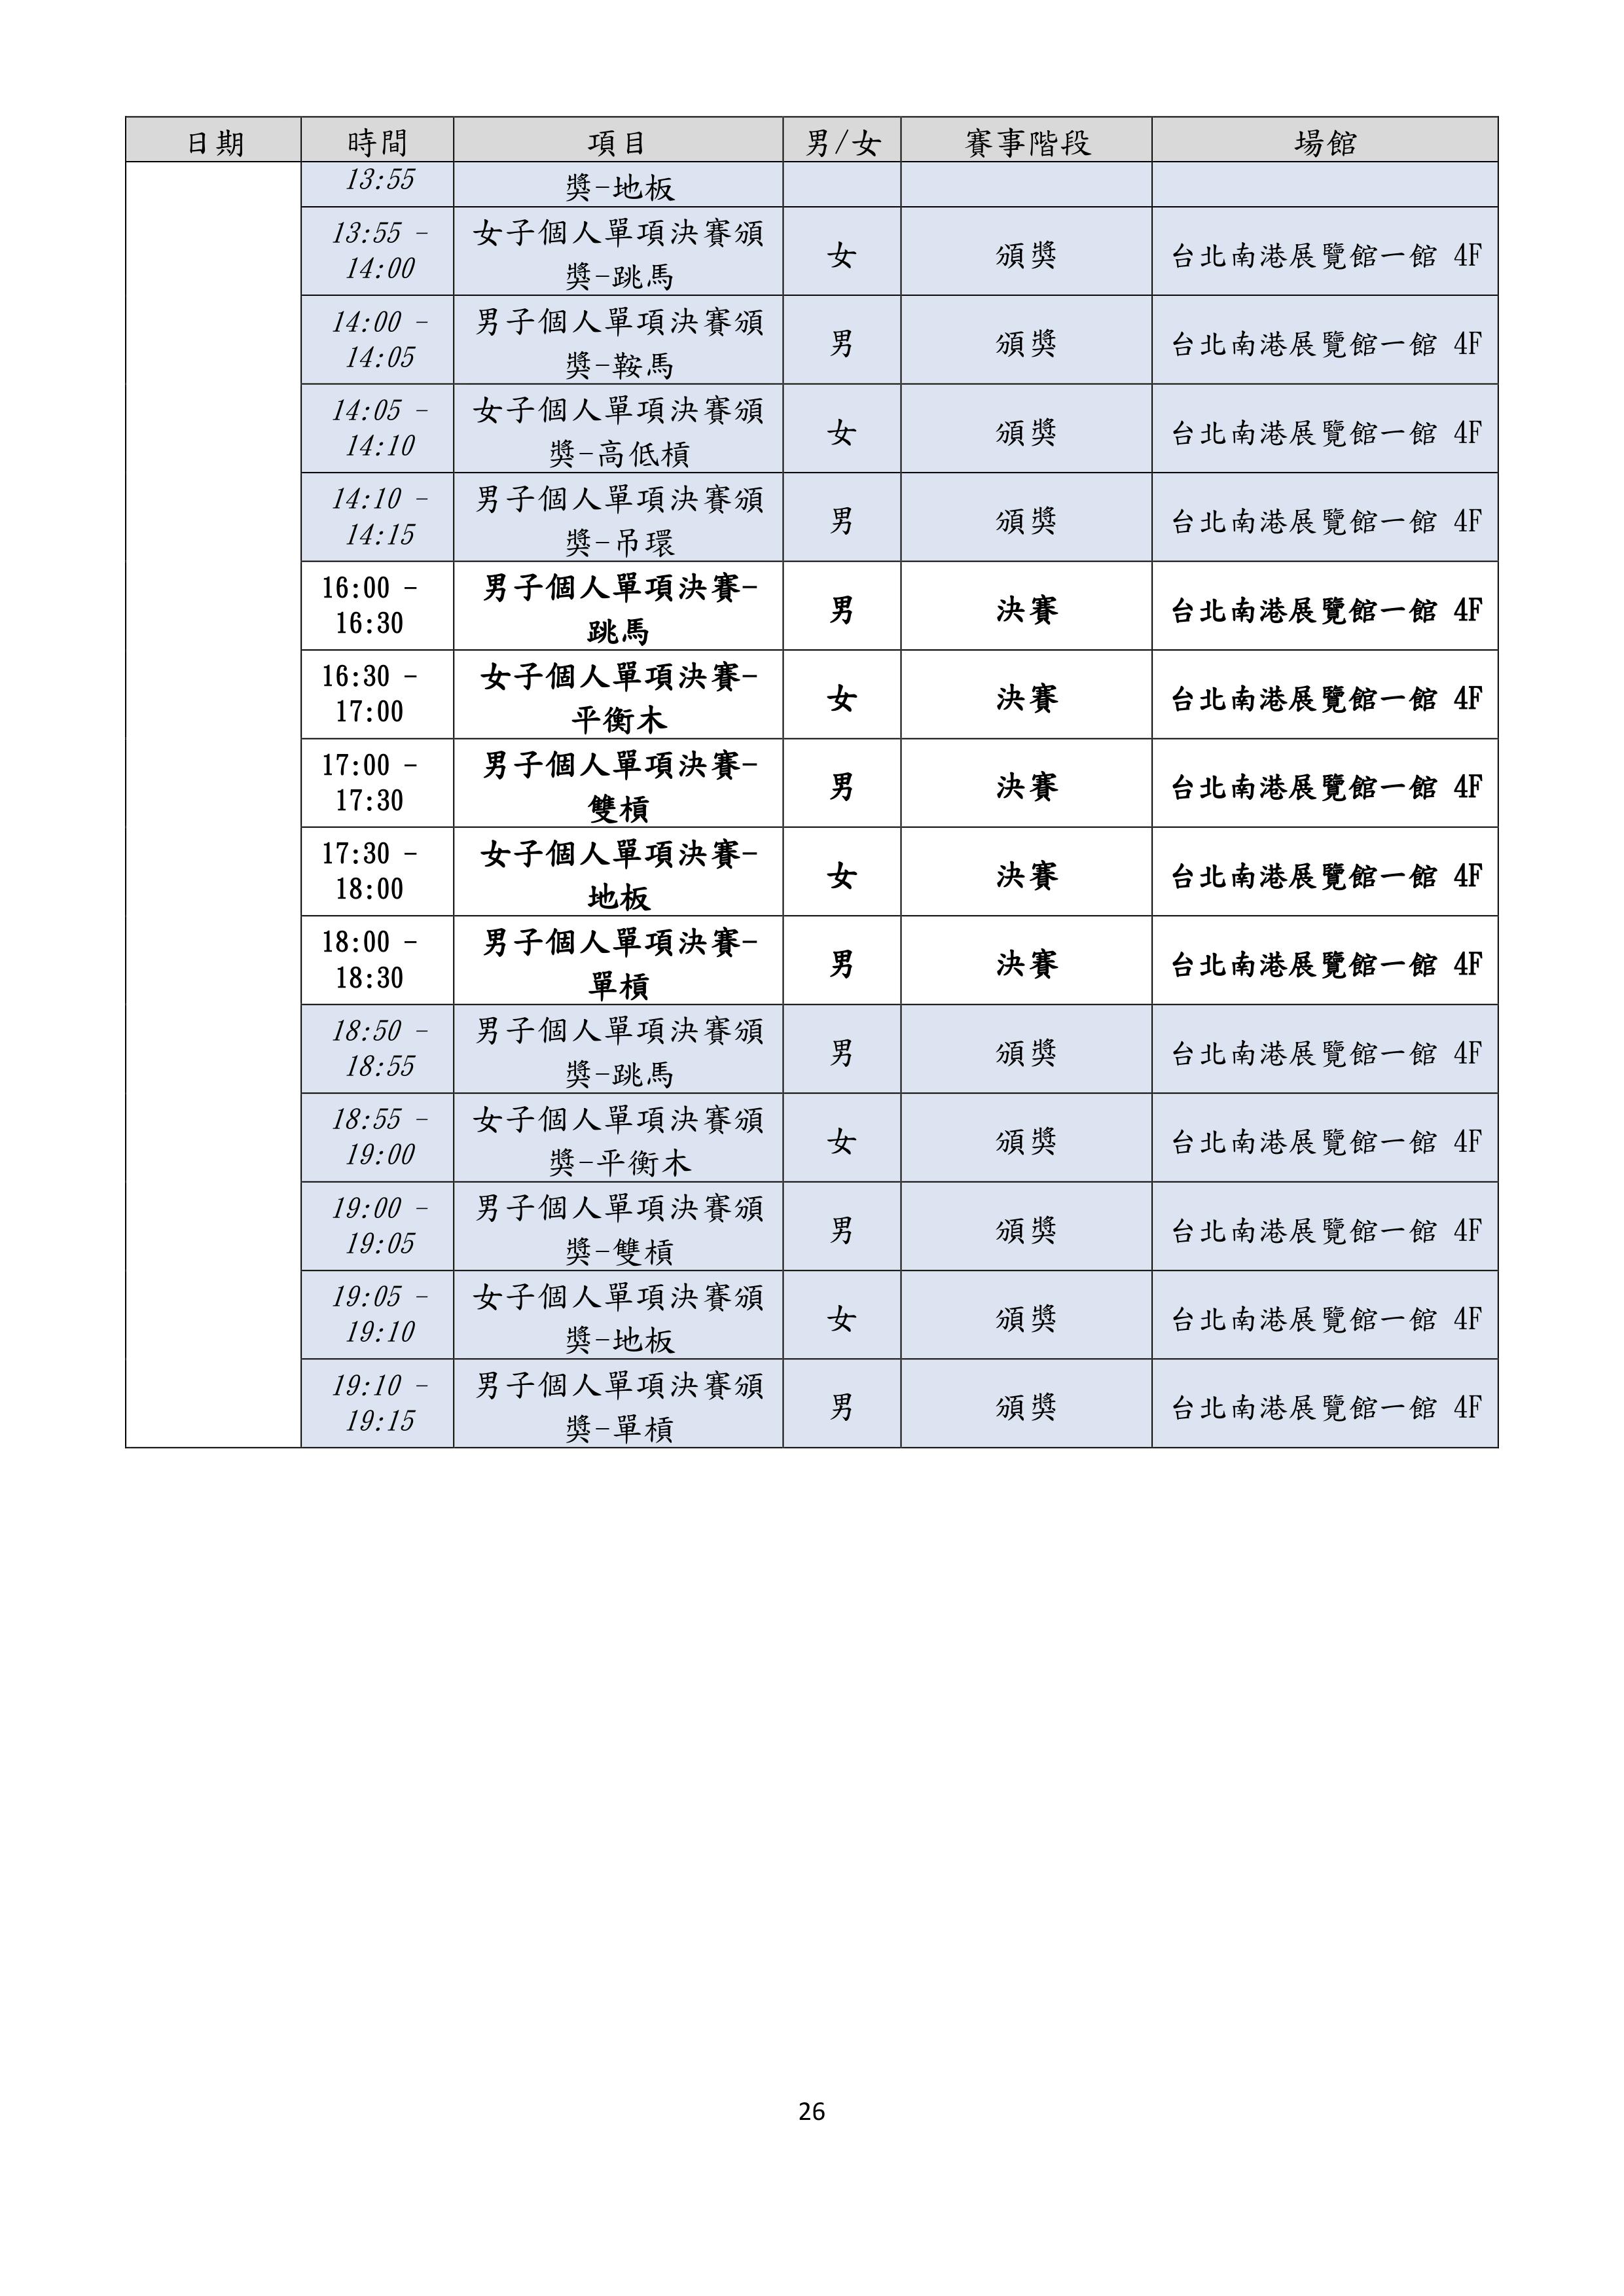 日期 時間 項目 男/女 賽事階段 場館
13:55 獎-地板
13:55 - 女子個人單項決賽頒 女 頒獎 台北南港展覽館一館 4F
14:00 獎-跳馬
14:00 - 男子個人單項決賽頒 男 頒獎 台北南港展覽館一館 4F
14:05 獎-鞍馬
14:05 - 女子個人單項決賽頒 女 頒獎 台北南港展覽館一館 4F
14:10 獎-高低槓
14:10 - 男子個人單項決賽頒 男 頒獎 台北南港展覽館一館 4F
14:15 獎-吊環
16:00 - 男子個人單項決賽- 男 決賽 台北南港展覽館一館 4F
16:30 跳馬
16:30 - 女子個人單項決賽- 女 決賽 台北南港展覽館一館 4F
17:00 平衡木
17:00 - 男子個人單項決賽- 男 決賽 台北南港展覽館一館 4F
17:30 雙槓
17:30 - 女子個人單項決賽- 女 決賽 台北南港展覽館一館 4F
18:00 地板
18:00 - 男子個人單項決賽- 男 決賽 台北南港展覽館一館 4F
18:30 單槓
18:50 - 男子個人單項決賽頒 男 頒獎 台北南港展覽館一館 4F
18:55 獎-跳馬
18:55 - 女子個人單項決賽頒 女 頒獎 台北南港展覽館一館 4F
19:00 獎-平衡木
19:00 - 男子個人單項決賽頒 男 頒獎 台北南港展覽館一館 4F
19:05 獎-雙槓
19:05 - 女子個人單項決賽頒 女 頒獎 台北南港展覽館一館 4F
19:10 獎-地板
19:10 - 男子個人單項決賽頒 男 頒獎 台北南港展覽館一館 4F
19:15 獎-單槓
26